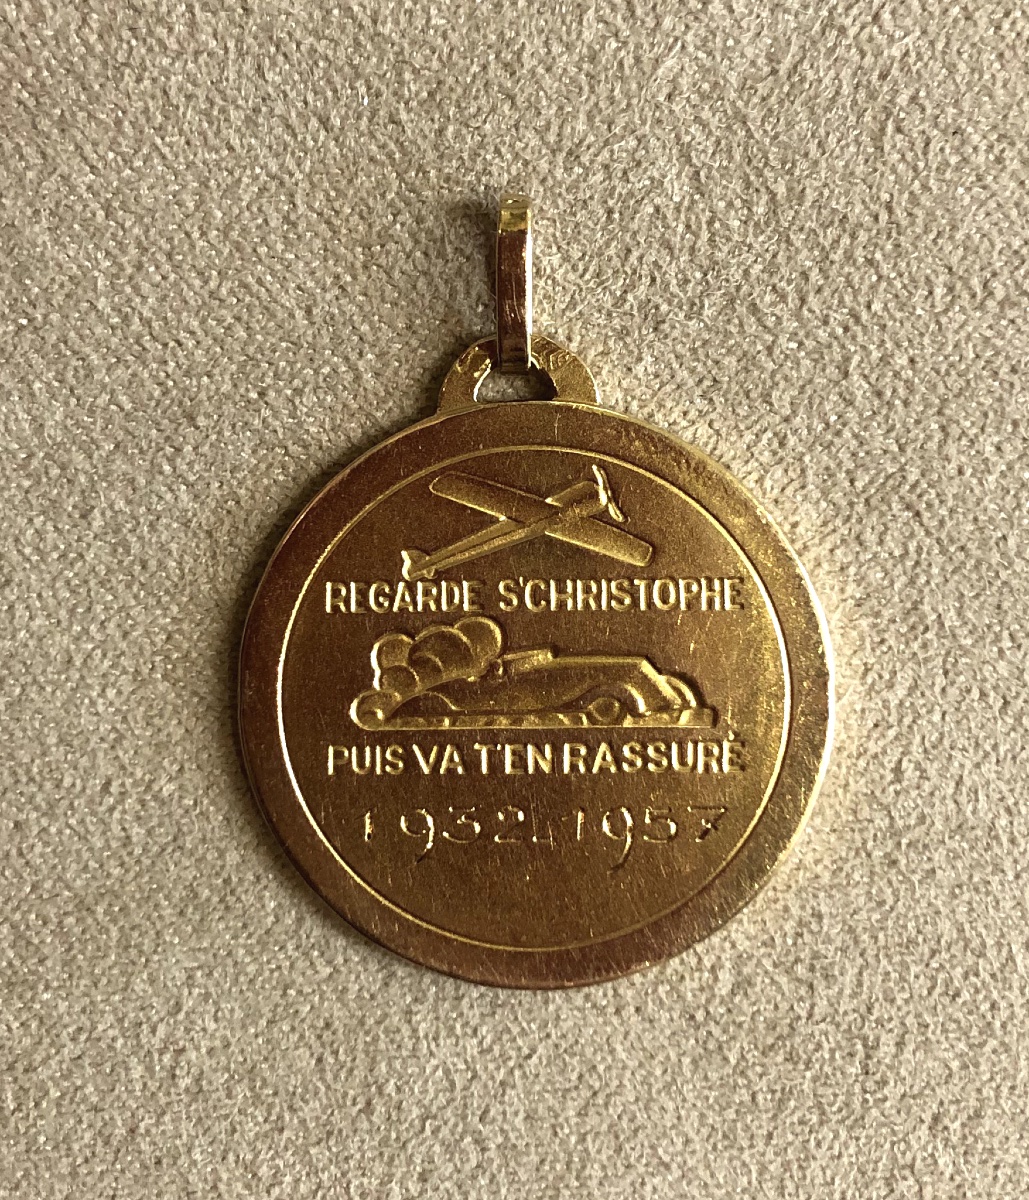 REGARDE S'CHRISTOPHE
PUIS VA T'EN RASSURÉ
1932.1957